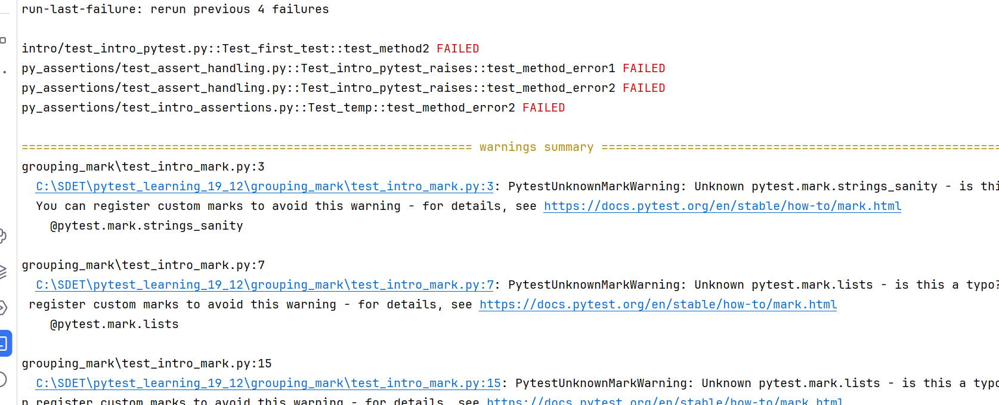 run-last-failure: rerun previous 4 failures
intro/test_intro_pytest.py::Test_first_test::test_method2 FAILED
py_assertions/test_assert_handling.py::Test_intro_pytest_raises::test_method_error1 FAILED
py_assertions/test_assert_handling.py::Test_intro_pytest_raises::test_method_error2 FAILED
py_assertions/test_intro_assertions.py::Test_temp::test_method_error2 FAILED
=============================================================== warnings summary ========================================================
grouping_mark\test_intro_mark.py:3
C:\SDET\pytest_learning_19_12\grouping_mark\test_intro_mark.py:3: PytestUnknownMarkWarning: Unknown pytest.mark.strings_sanity - is thi
You can register custom marks to avoid this warning - for details, see https://docs.pytest.org/en/stable/how-to/mark.html
@pytest.mark.strings_sanity
grouping_mark\test_intro_mark.py:7
C:\SDET\pytest_learning_19_12\grouping_mark\test_intro_mark.py:7: PytestUnknownMarkWarning: Unknown pytest.mark.lists - is this a typo?
register custom marks to avoid this warning - for details, see https://docs.pytest.org/en/stable/how-to/mark.html
@pytest.mark.lists
grouping_mark\test_intro_mark.py:15
C:\SDET\pytest_learning_19_12\grouping_mark\test_intro_mark.py:15: PytestUnknownMarkWarning: Unknown pytest.mark.lists - is this a typo
n register custom marks to avoid this warning - for details, see https://docs.pytest.org/en/stable/how-to/mark.html